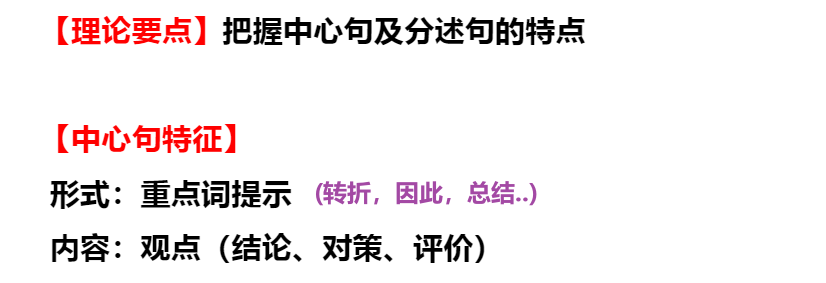 【理论要点】把握中心句及分述句的特点
【中心句特征】
形式：重点词提示（转折，因此，总结..）
内容：观点（结论、对策、评价）